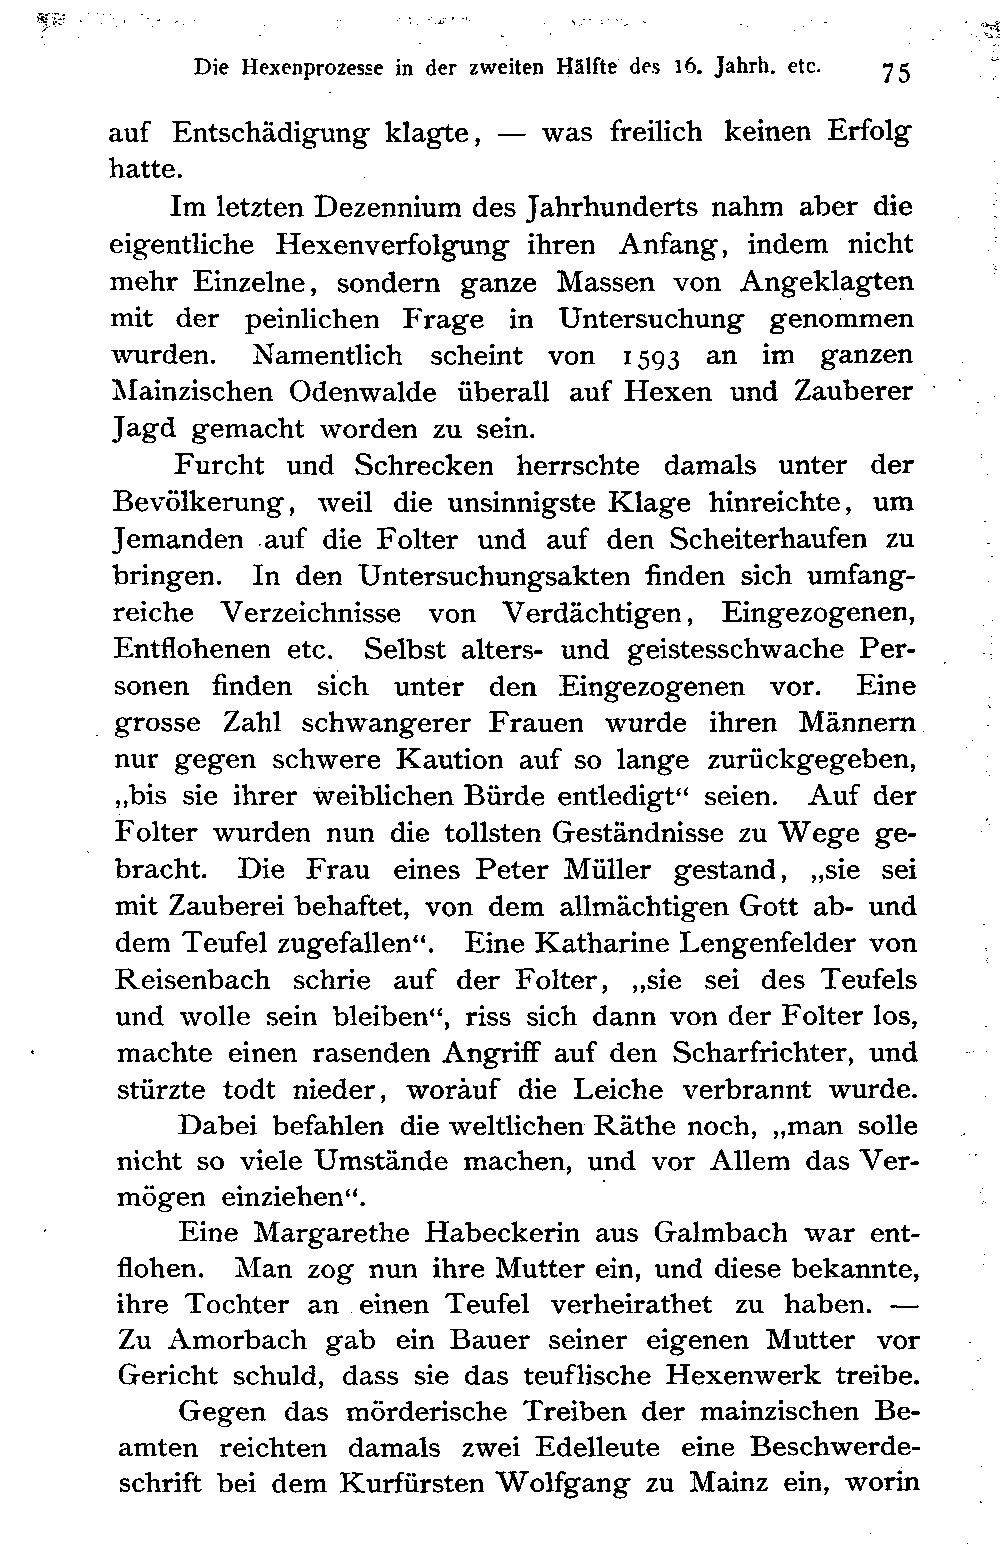 Die Hexenprozesse in der zweiten Hälfte des 16. Jahrh. etc. 75
auf Entschädigung klagte, — was freilich keinen Erfolg
hatte.
Im letzten Dezennium des Jahrhunderts nahm aber die
eigentliche Hexenverfolgung ihren Anfang, indem nicht
mehr Einzelne, sondern ganze Massen von Angeklagten
mit der peinlichen Frage in Untersuchung genommen
wurden. Namentlich scheint von 1593 an im ganzen
Mainzischen Odenwalde überall auf Hexen und Zauberer
Jagd gemacht worden zu sein.
Furcht und Schrecken herrschte damals unter der
Bevölkerung, weil die unsinnigste Klage hinreichte, um
Jemanden auf die Folter und auf den Scheiterhaufen zu
bringen. In den Untersuchungsakten finden sich umfang-
reiche Verzeichnisse von Verdächtigen, Eingezogenen,
Entflohenen etc. Selbst alters- und geistesschwache Per-
sonen finden sich unter den Eingezogenen vor. Eine
grosse Zahl schwangerer Frauen wurde ihren Männern
nur gegen schwere Kaution auf so lange zurückgegeben,
„bis sie ihrer weiblichen Bürde entledigt“ seien. Auf der
Folter wurden nun die tollsten Geständnisse zu Wege ge-
bracht. Die Frau eines Peter Müller gestand, „sie sei
mit Zauberei behaftet, von dem allmächtigen Gott ab- und
dem Teufel zugefallen“. Eine Katharine Lengenfelder von
Reisenbach schrie auf der Folter, „sie sei des Teufels
und wolle sein bleiben“, riss sich dann von der Folter los,
machte einen rasenden Angriff auf den Scharfrichter, und
stürzte todt nieder, worauf die Leiche verbrannt wurde.
Dabei befahlen die weltlichen Räthe noch, „man solle
nicht so viele Umstände machen, und vor Allem das Ver-
mögen einziehen“.
Eine Margarethe Habeckerin aus Galmbach war ent-
flohen. Man zog nun ihre Mutter ein, und diese bekannte,
ihre Tochter an einen Teufel verheirathet zu haben. —
Zu Amorbach gab ein Bauer seiner eigenen Mutter vor
Gericht schuld, dass sie das teuflische Hexenwerk treibe.
Gegen das mörderische Treiben der mainzischen Be-
amten reichten damals zwei Edelleute eine Beschwerde-
schrift bei dem Kurfürsten Wolfgang zu Mainz ein, worin